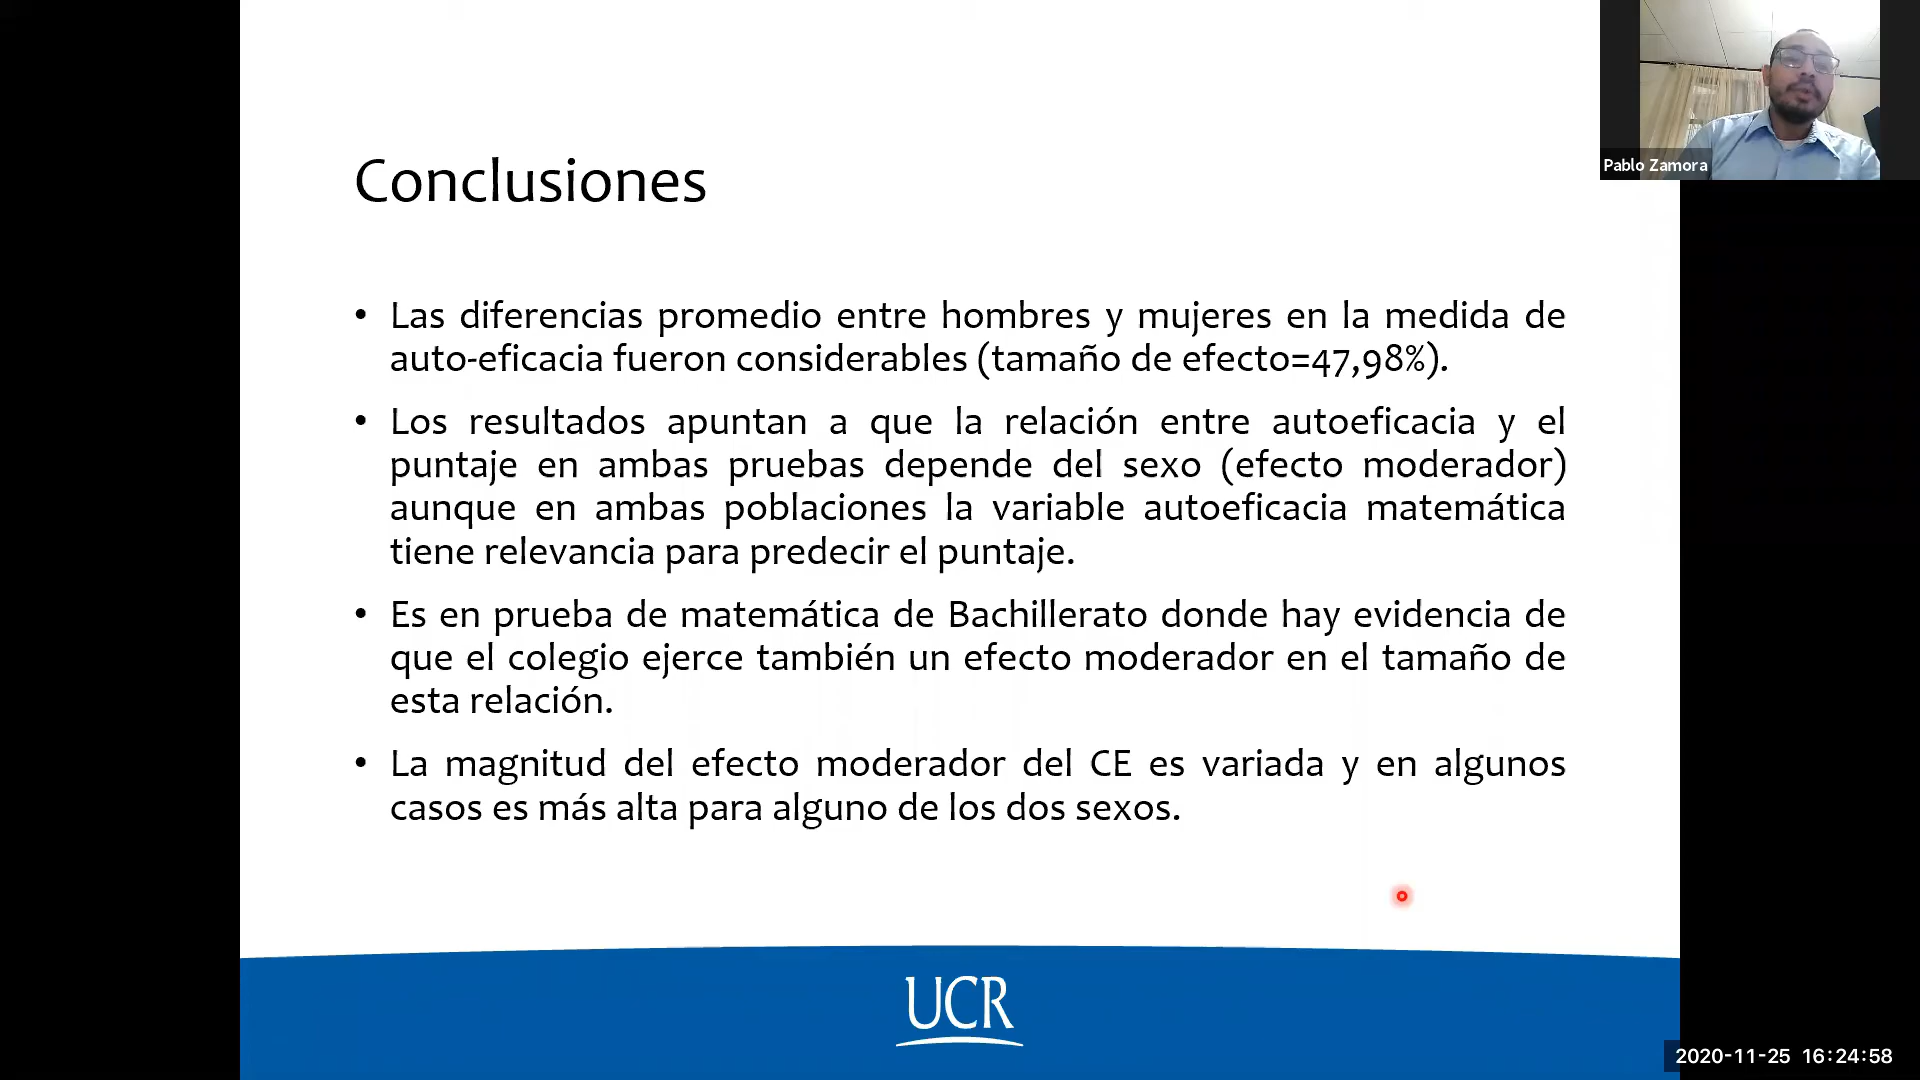 Pablo Zamora
Conclusiones
• Las diferencias promedio entre hombres y mujeres en la medida de
auto-eficacia fueron considerables (tamaño de efecto=47,98%).
• Los resultados apuntan a que la relación entre autoeficacia y el
puntaje en ambas pruebas depende del sexo (efecto moderador)
aunque en ambas poblaciones la variable autoeficacia matemática
tiene relevancia para predecir el puntaje.
• Es en prueba de matemática de Bachillerato donde hay evidencia de
que el colegio ejerce también un efecto moderador en el tamaño de
esta relación.
• La magnitud del efecto moderador del CE es variada y en algunos
casos es más alta para alguno de los dos sexos.
UCR
2020-11-25 16:24:58